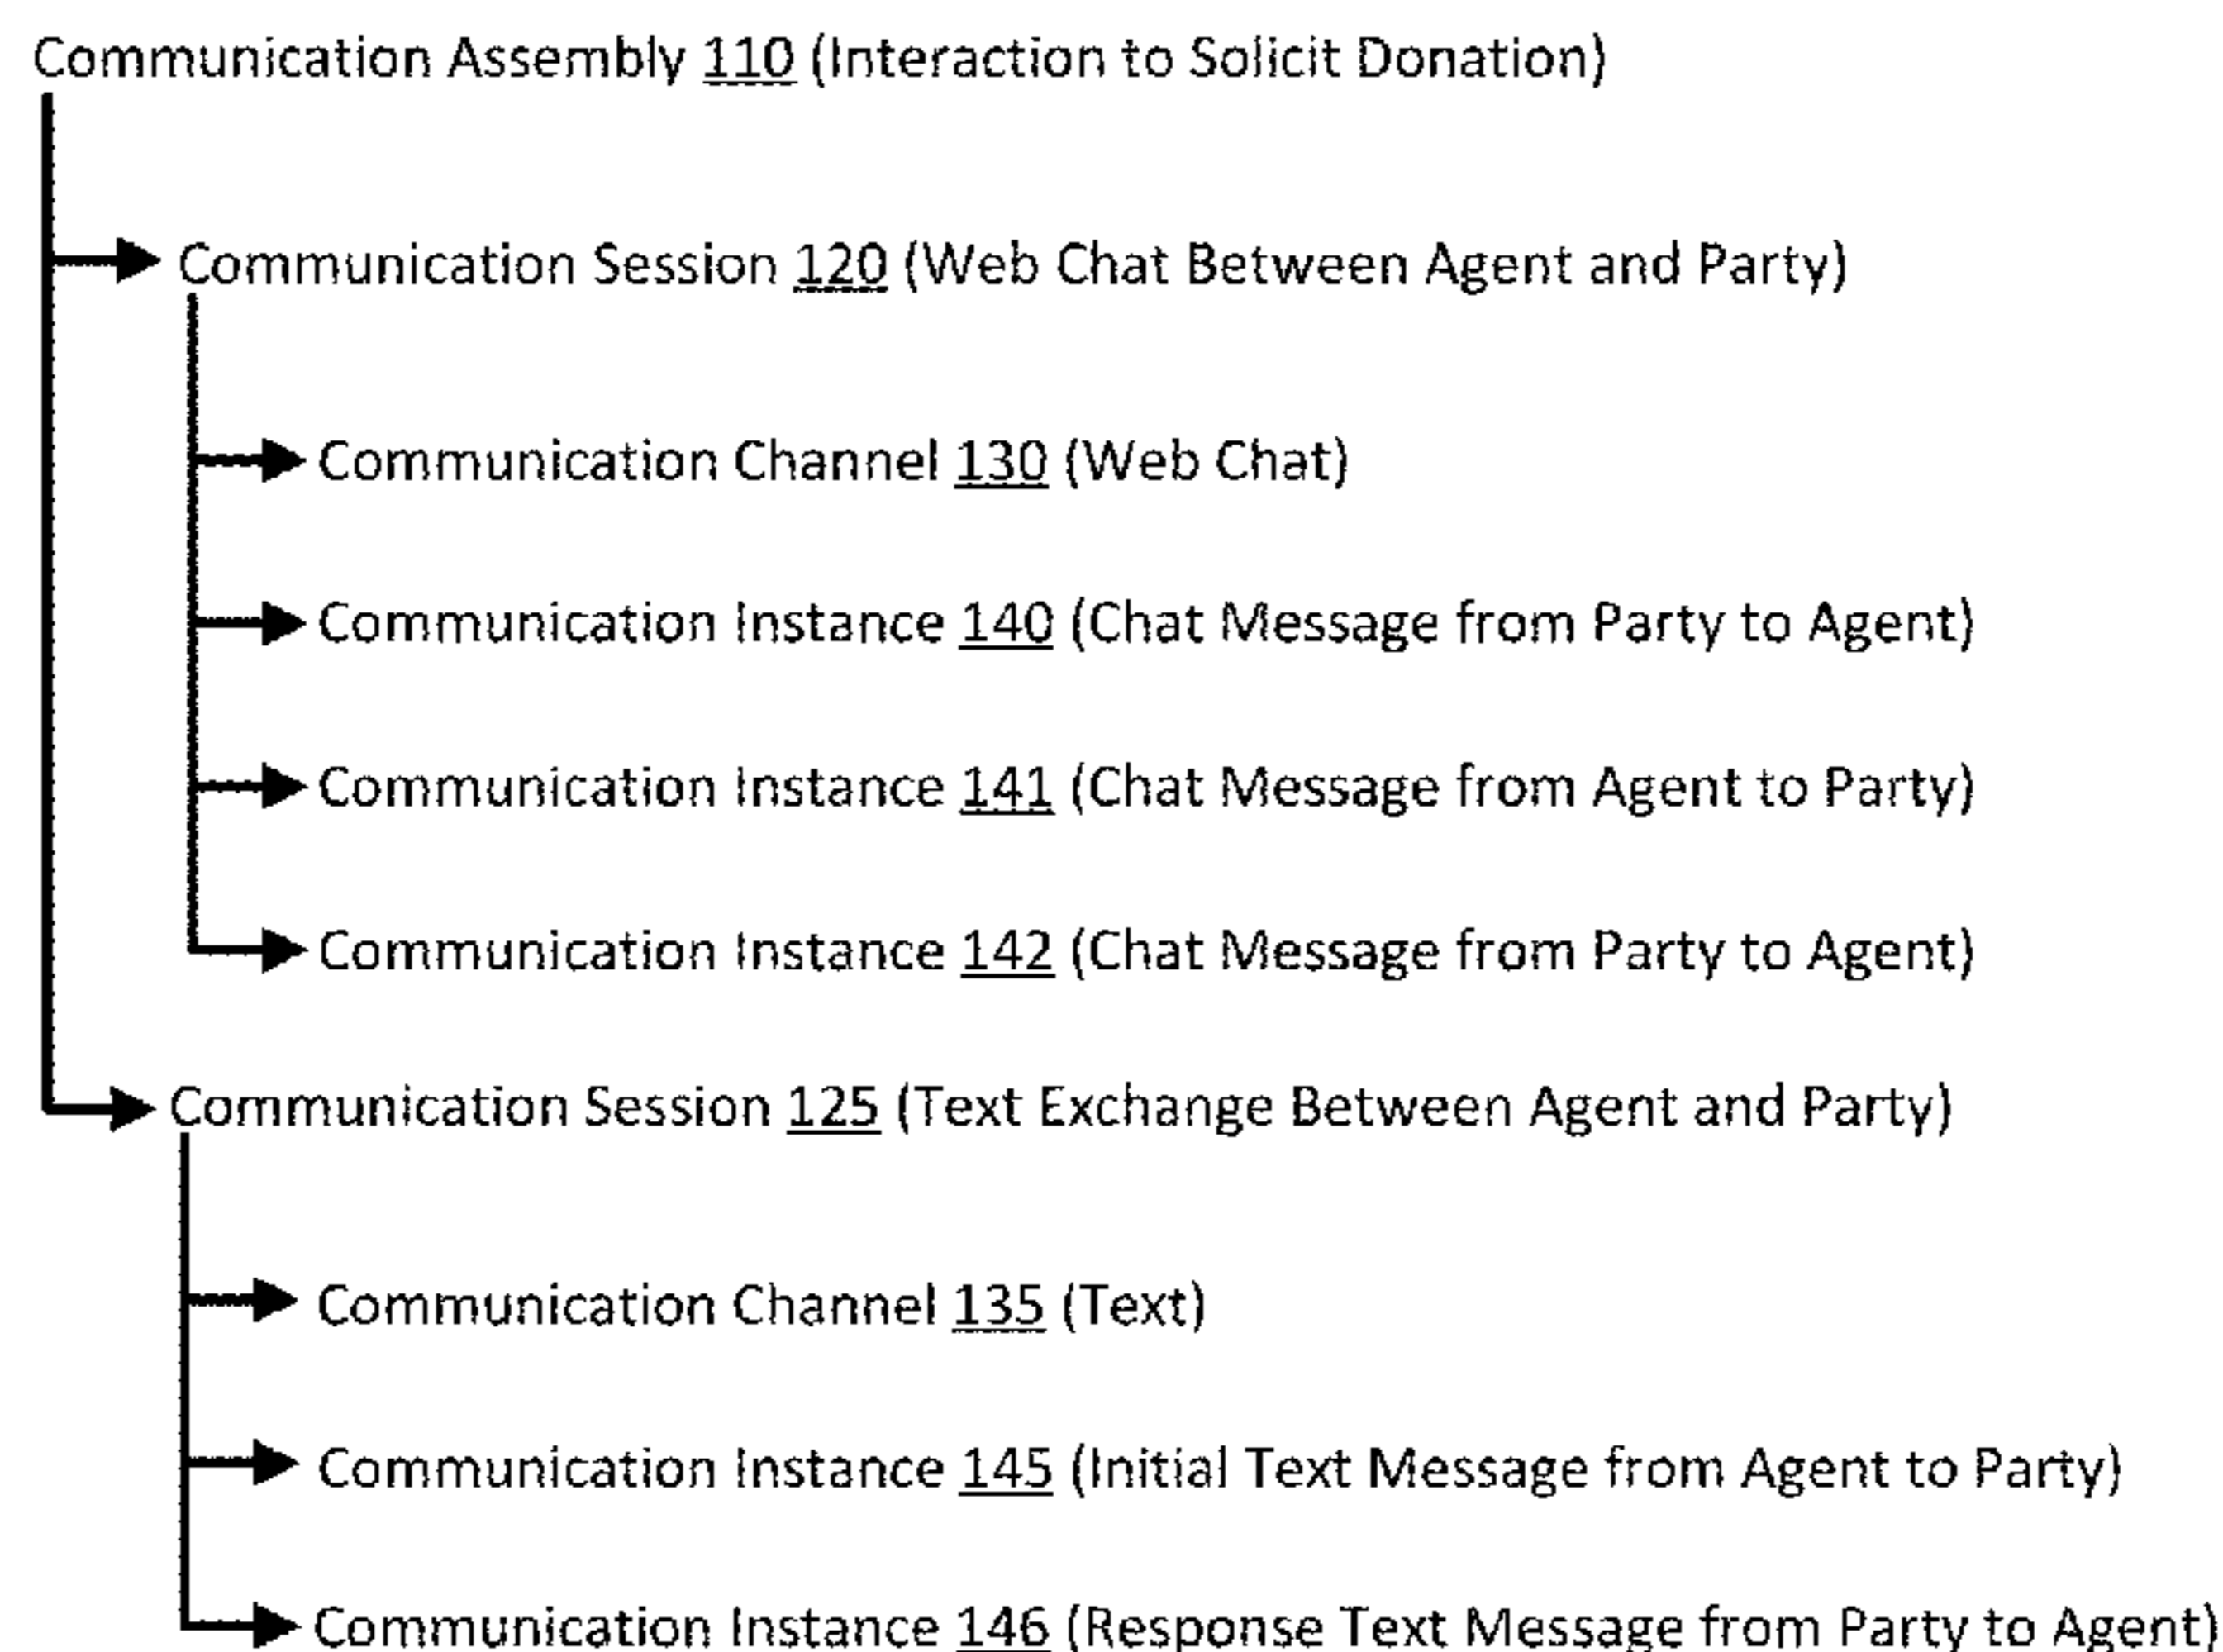 Communication Assembly 110 (Interaction to Solicit Donation)
Communication Session 120 (Web Chat Between Agent and Party)
Communication Channel 130 (Web Chat)
Communication Instance 140 (Chat Message from Party to Agent)
Communication Instance 141 (Chat Message from Agent to Party)
Communication Instance 142 (Chat Message from Party to Agent)
Communication Session 125 (Text Exchange Between Agent and Party)
Communication Channel 135 (Text)
Communication Instance 145 (Initial Text Message from Agent to Party)
Communication Instance 146 (Response Text Message from Party to Agent)